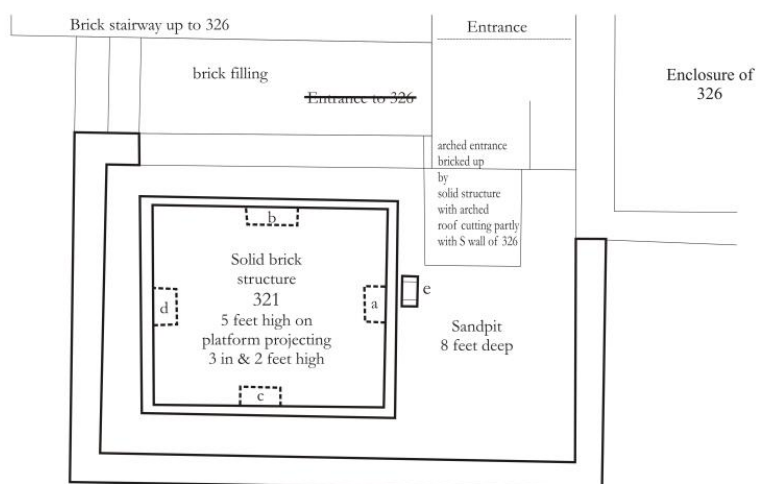 Brick stairway up to 326
Entrance
brick filling
Entrance to 326
Enclosure of
326
arched entrance
bricked up
by
solid structure
with arched
roof cutting partly
with S wall of 326
b
Solid brick
structure
321
5 feet high on
platform projecting
3 in & 2 feet high
d
a
e
c
Sandpit
8 feet deep